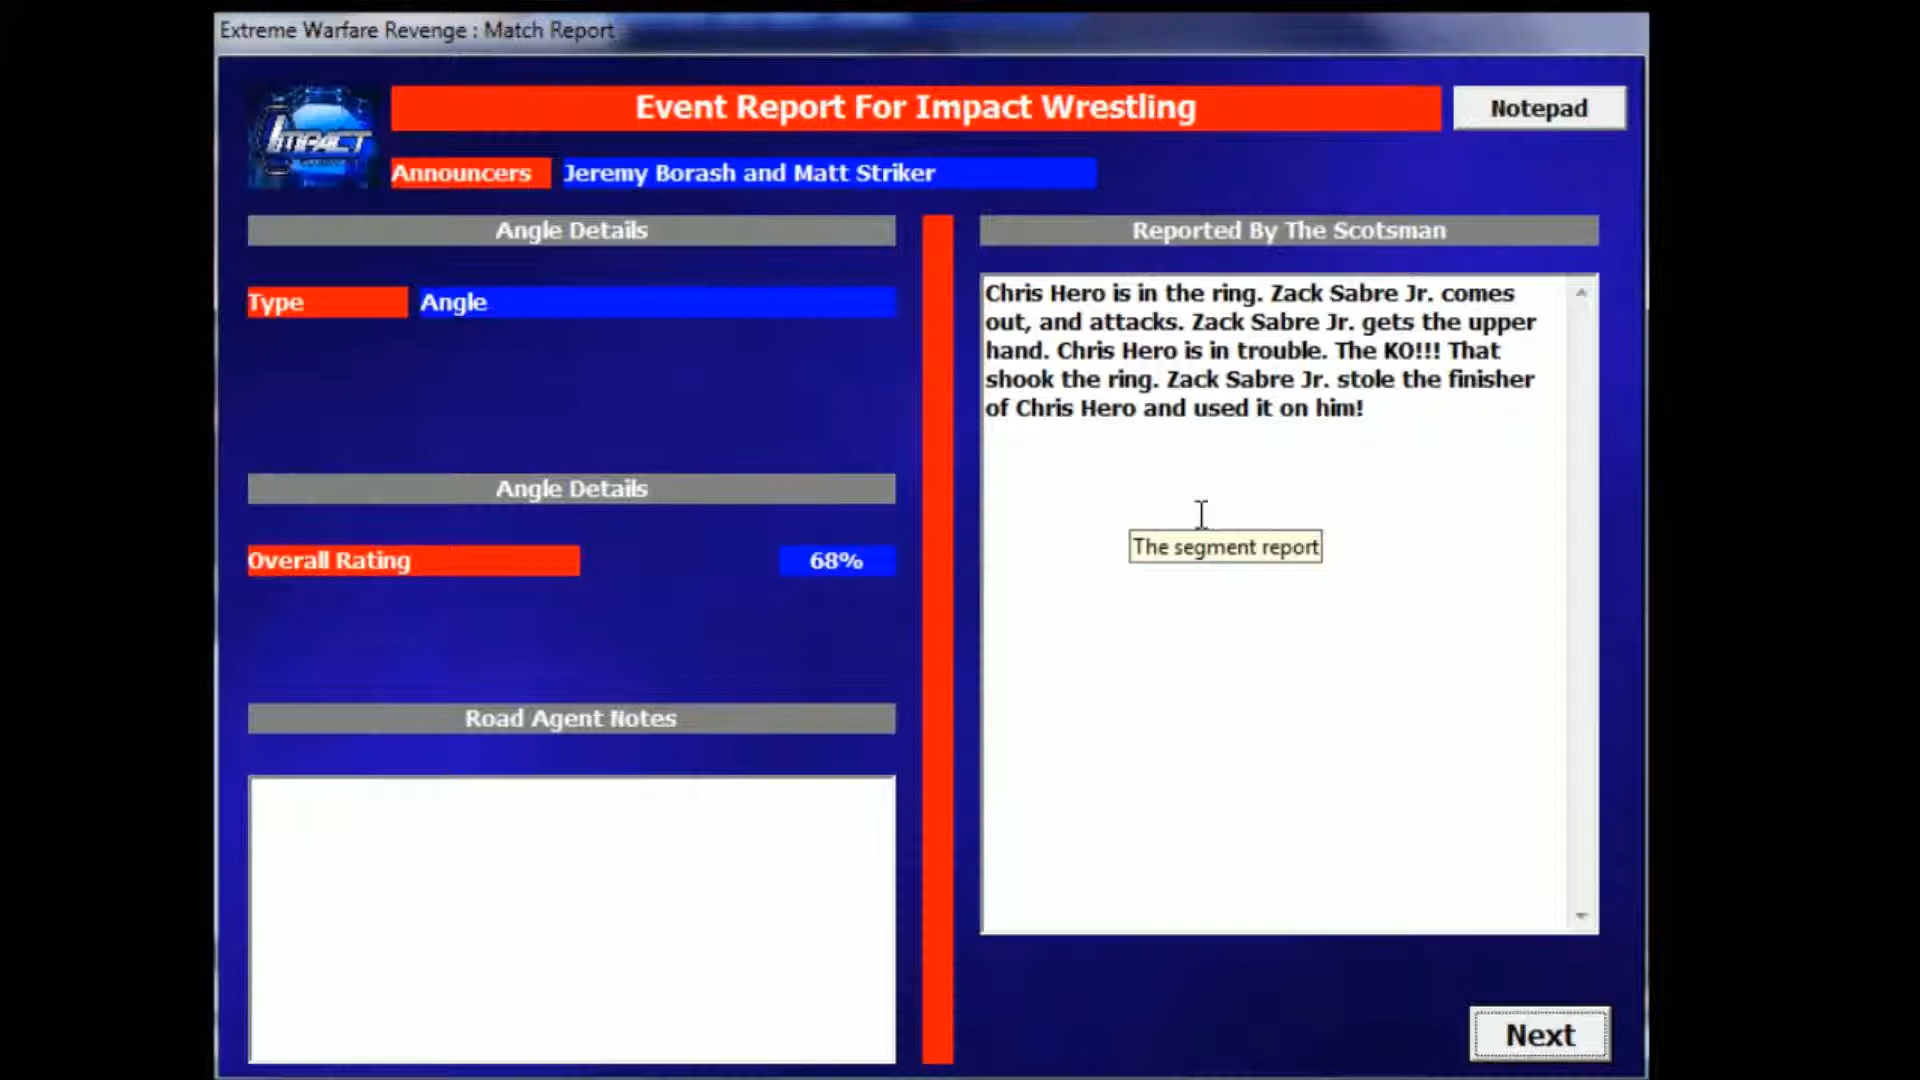 Extreme Warfare Revenge : Match Report
IMPACT
Event Report For Impact Wrestling
Notepad
Announcers
Jeremy Borash and Matt Striker
Angle Details
Type
Angle
Angle Details
Overall Rating
68%
Road Agent Notes
Reported By The Scotsman
Chris Hero is in the ring. Zack Sabre Jr. comes
out, and attacks. Zack Sabre Jr. gets the upper
hand. Chris Hero is in trouble. The KO!!! That
shook the ring. Zack Sabre Jr. stole the finisher
of Chris Hero and used it on him!
The segment report
Next